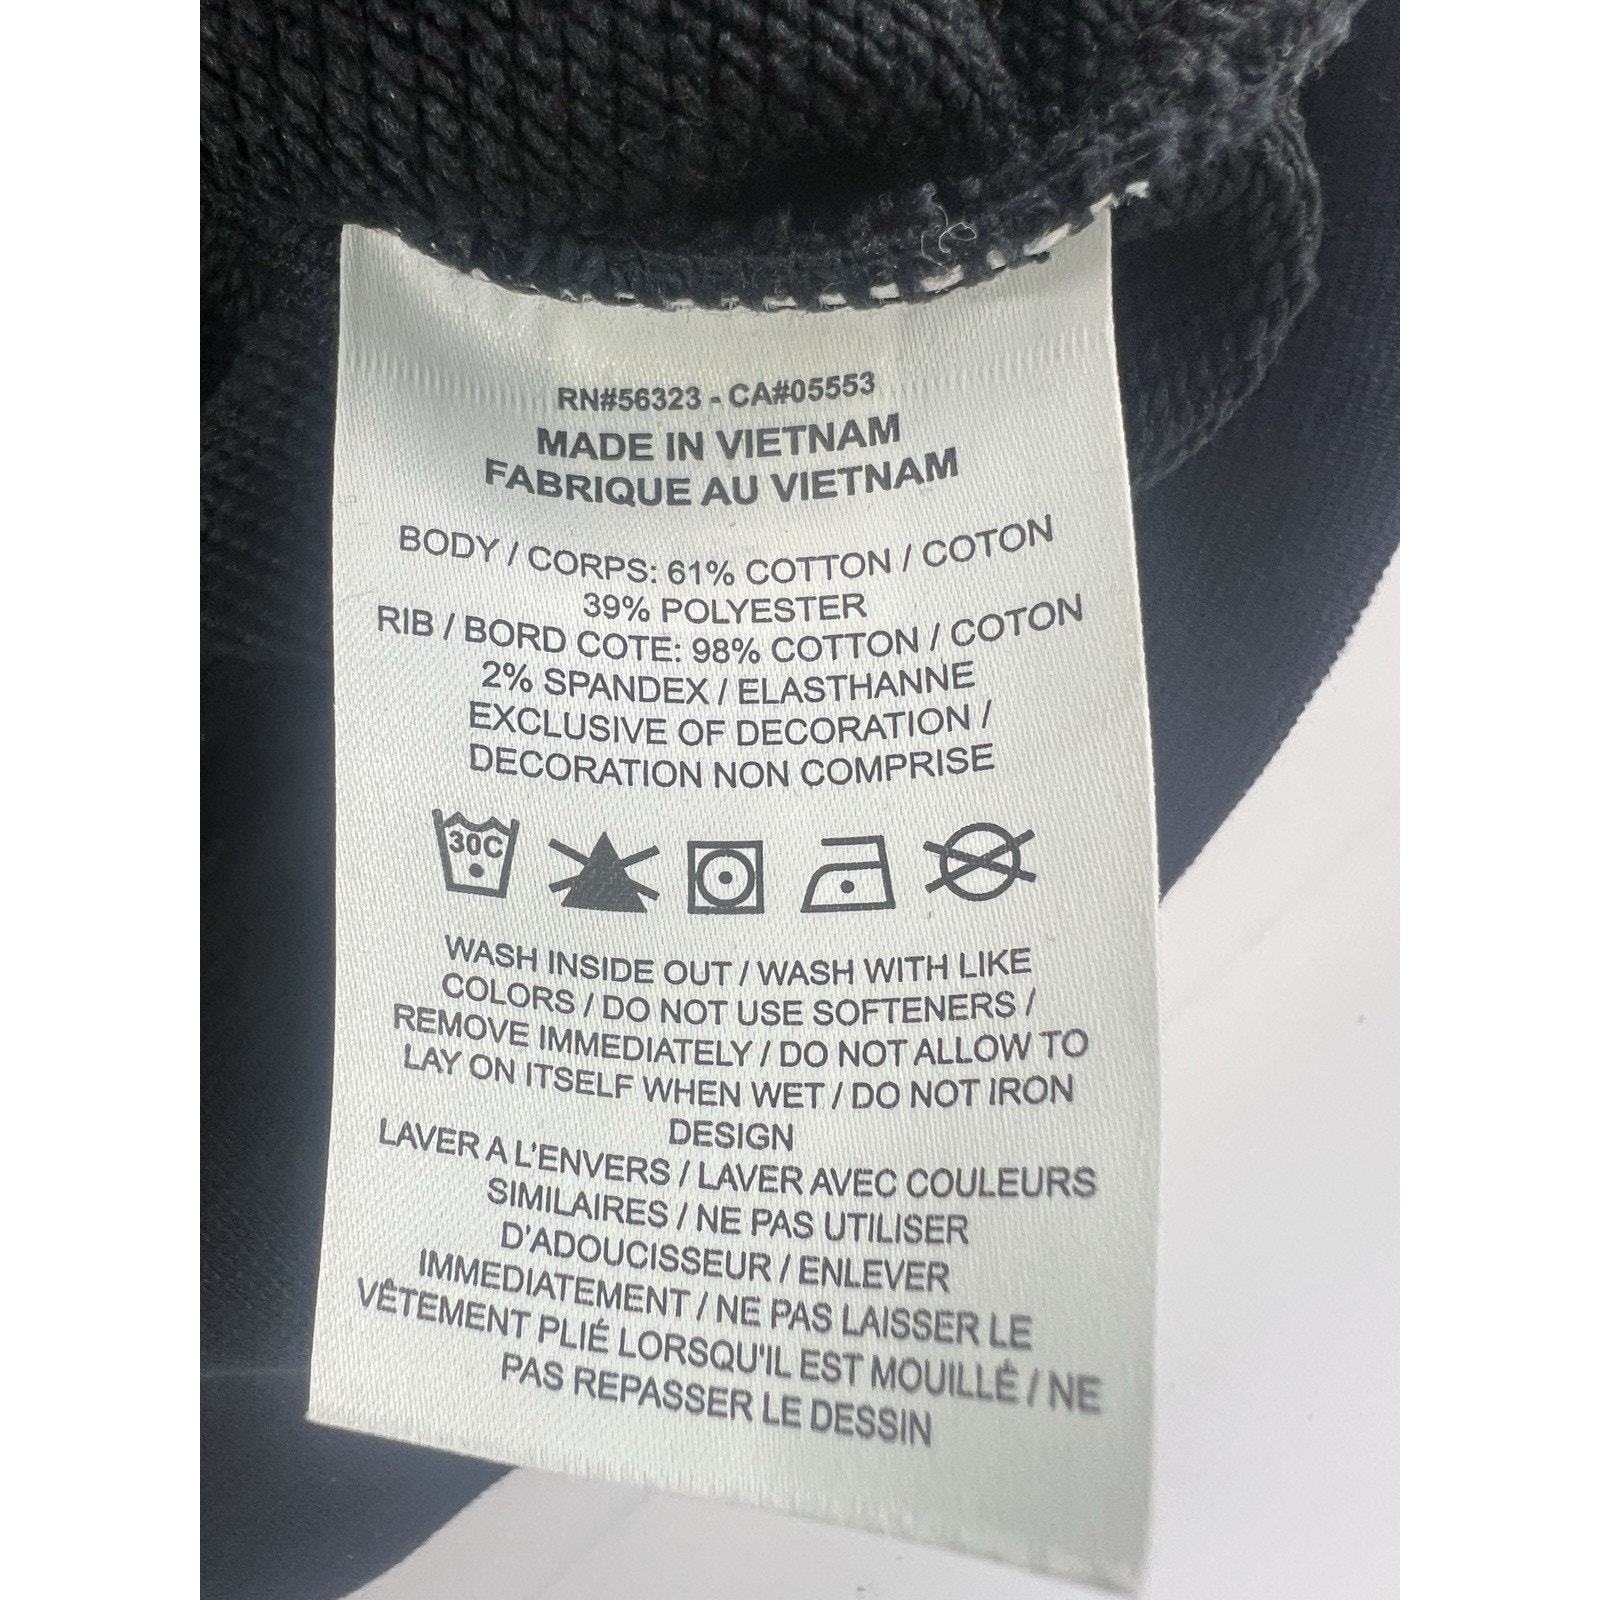 RN#56323 - CA#05553
MADE IN VIETNAM
FABRIQUE AU VIETNAM
BODY / CORPS: 61% COTTON / COTON
39% POLYESTER
RIB / BORD COTE: 98% COTTON / COTON
2% SPANDEX / ELASTHANNE
EXCLUSIVE OF DECORATION /
DECORATION NON COMPRISE
30C
WASH INSIDE OUT / WASH WITH LIKE
COLORS / DO NOT USE SOFTENERS /
REMOVE IMMEDIATELY / DO NOT ALLOW TO
LAY ON ITSELF WHEN WET / DO NOT IRON
DESIGN
LAVER A L'ENVERS / LAVER AVEC COULEURS
SIMILAIRES / NE PAS UTILISER
D'ADOUCISSEUR / ENLEVER
IMMEDIATEMENT / NE PAS LAISSER LE
VÊTEMENT PLIÉ LORSQU'IL EST MOUILLÉ / NE
PAS REPASSER LE DESSIN